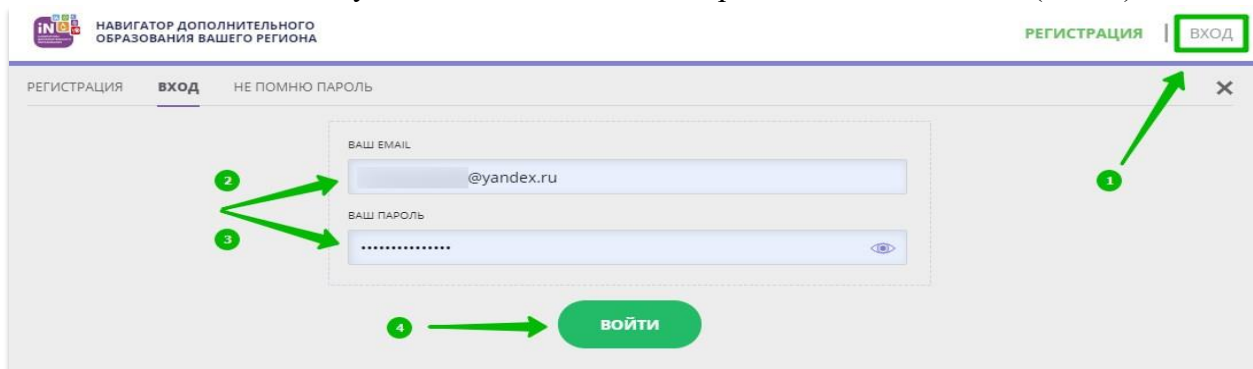 iNO
НАВИГАТОР ДОПОЛНИТЕЛЬНОГО
ОБРАЗОВАНИЯ ВАШЕГО РЕГИОНА
РЕГИСТРАЦИЯ | ВХОД
РЕГИСТРАЦИЯ ВХОД НЕ ПОМНЮ ПАРОЛЬ
1
ВАШ EMAIL
2 @yandex.ru
ВАШ ПАРОЛЬ
3
4 ВОЙТИ